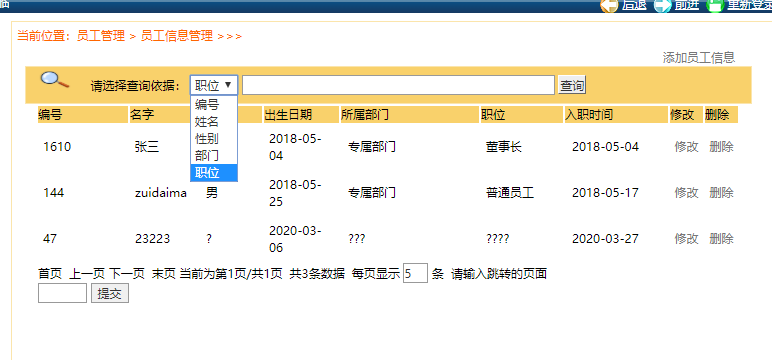 后退 前进 重新登录
当前位置：员工管理 > 员工信息管理 >>>
添加员工信息
请选择查询依据： 职位 查询
编号
姓名
性别
部门
职位
编号 名字 出生日期 所属部门 职位 入职时间 修改 删除
1610 张三 2018-05-04 专属部门 董事长 2018-05-04 修改 删除
144 zuidaima 男 2018-05-25 专属部门 普通员工 2018-05-17 修改 删除
47 23223 ? 2020-03-06 ??? ???? 2020-03-27 修改 删除
首页 上一页 下一页 末页 当前为第1页/共1页 共3条数据 每页显示 5 条 请输入跳转的页面
提交